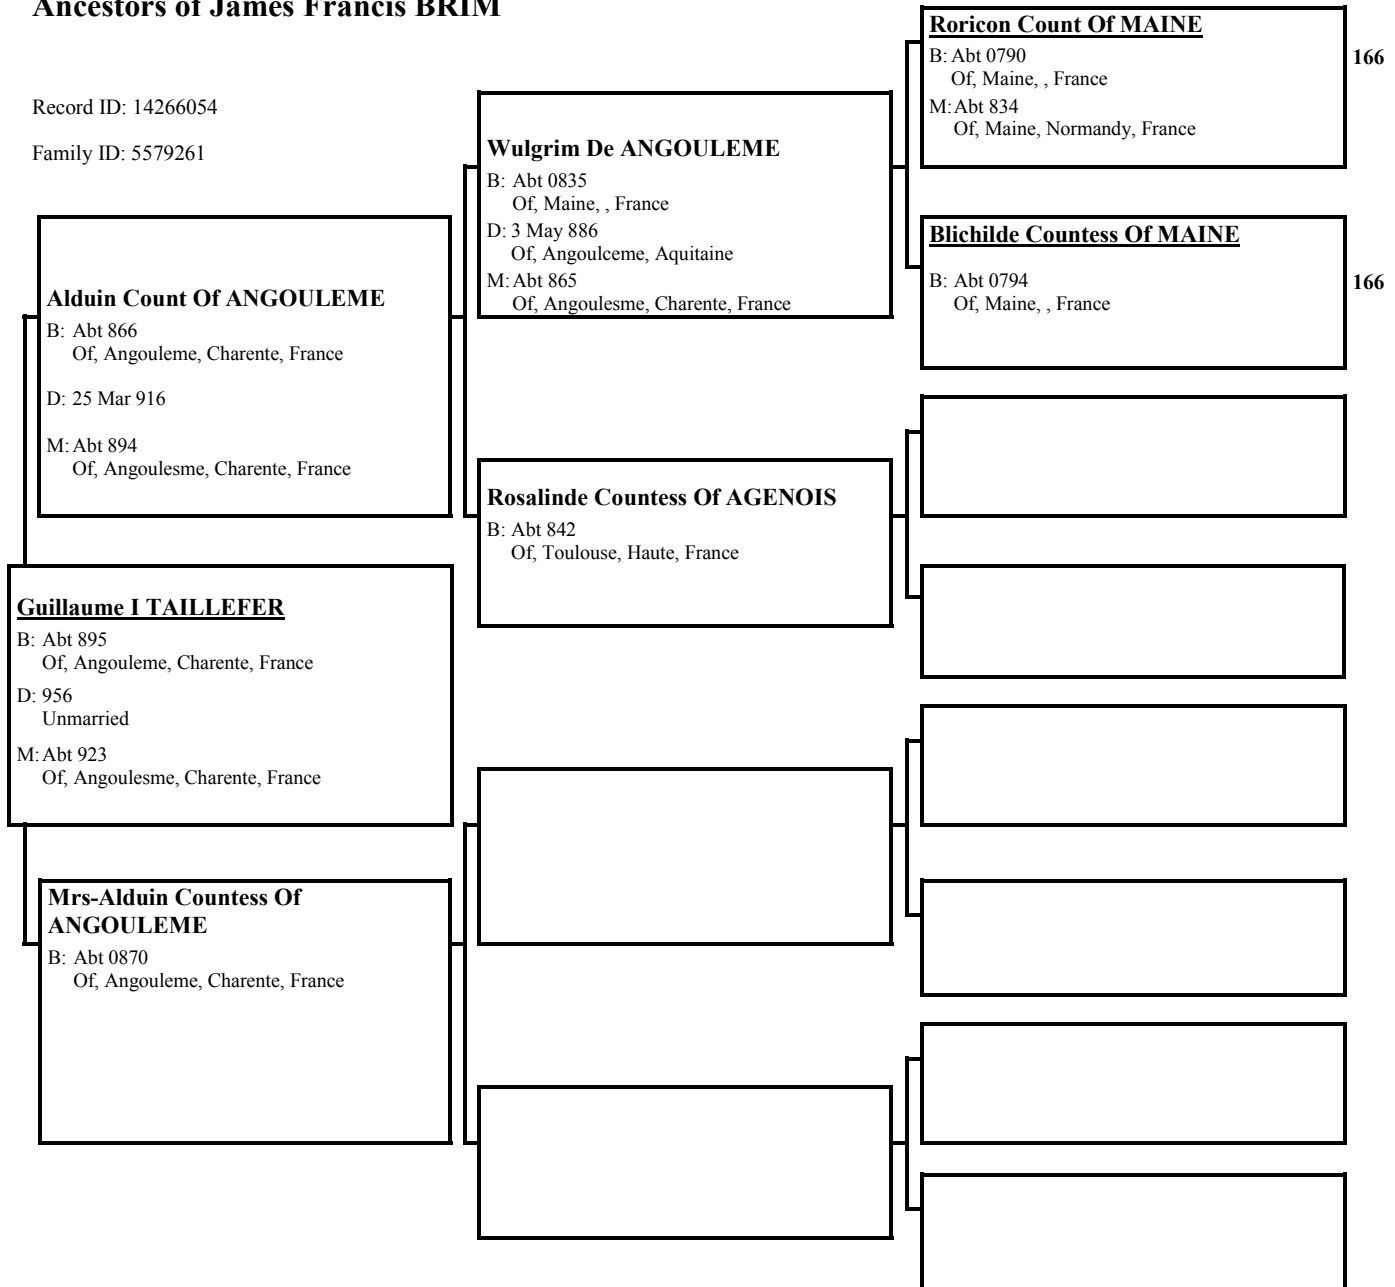 Ancestors of James Francis BRIM
Record ID: 14266054
Family ID: 5579261
Roricon Count Of MAINE
B: Abt 0790
Of, Maine, , France
M: Abt 834
Of, Maine, Normandy, France
166
Wulgrim De ANGOULEME
B: Abt 0835
Of, Maine, , France
D: 3 May 886
Of, Angoulceme, Aquitaine
M: Abt 865
Of, Angoulesme, Charente, France
Blichilde Countess Of MAINE
B: Abt 0794
Of, Maine, , France
166
Alduin Count Of ANGOULEME
B: Abt 866
Of, Angouleme, Charente, France
D: 25 Mar 916
M: Abt 894
Of, Angoulesme, Charente, France
Rosalinde Countess Of AGENOIS
B: Abt 842
Of, Toulouse, Haute, France
Guillaume I TAILLEFER
B: Abt 895
Of, Angouleme, Charente, France
D: 956
Unmarried
M: Abt 923
Of, Angoulesme, Charente, France
Mrs-Alduin Countess Of
ANGOULEME
B: Abt 0870
Of, Angouleme, Charente, France